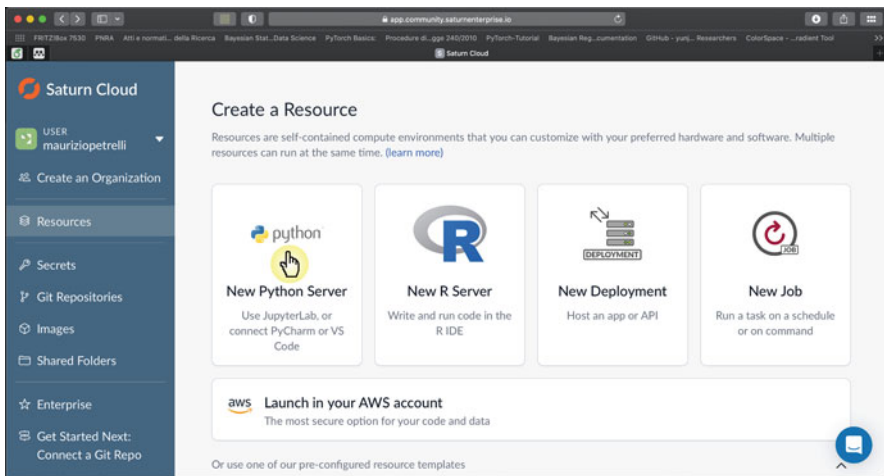 app.community.saturnenterprise.io
FRITZ!Box 7530 PNRA Atti e normati... della Ricerca Bayesian Stat...Data Science PyTorch Basics: Procedure di...gge 240/2010 PyTorch-Tutorial Bayesian Reg...cumentation GitHub - yunj... Researchers ColorSpace - ...radient Tool
Saturn Cloud
Saturn Cloud
USER
mauriziopetrelli
Create an Organization
Resources
Secrets
Git Repositories
Images
Shared Folders
Enterprise
Get Started Next:
Connect a Git Repo
Create a Resource
Resources are self-contained compute environments that you can customize with your preferred hardware and software. Multiple
resources can run at the same time. (learn more)
python
New Python Server
Use JupyterLab, or
connect PyCharm or VS
Code
R
New R Server
Write and run code in the
R IDE
DEPLOYMENT
New Deployment
Host an app or API
JOB
New Job
Run a task on a schedule
or on command
aws
Launch in your AWS account
The most secure option for your code and data
Or use one of our pre-configured resource templates